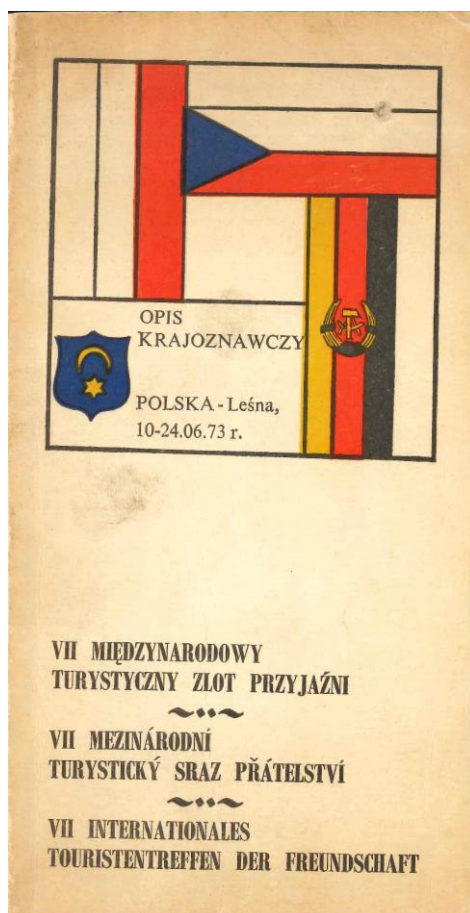 OPIS
KRAJOZNAWCZY
POLSKA - Leśna,
10-24.06.73 r.
VII MIĘDZYNARODOWY
TURYSTYCZNY ZLOT PRZYJAŹNI
VII MEZINÁRODNÍ
TURYSTICKÝ SRAZ PŘÁTELSTVÍ
VII INTERNATIONALES
TOURISTENTREFFEN DER FREUNDSCHAFT